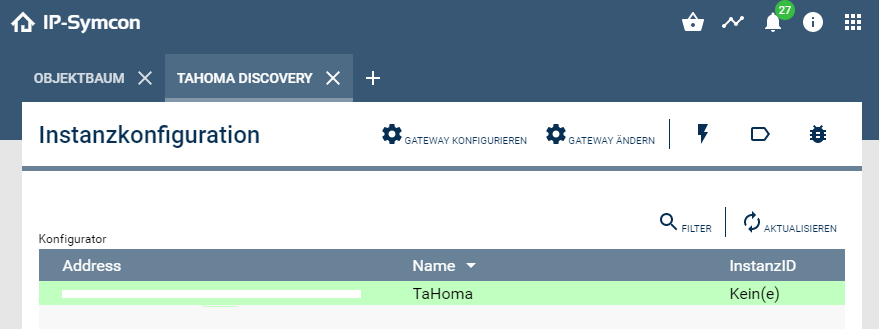 IP-Symcon
27
OBJEKTBAUM
TAHOMA DISCOVERY
Instanzkonfiguration
GATEWAY KONFIGURIEREN
GATEWAY ÄNDERN
FILTER
AKTUALISIEREN
Konfigurator
Address Name InstanzID
TaHoma Kein(e)